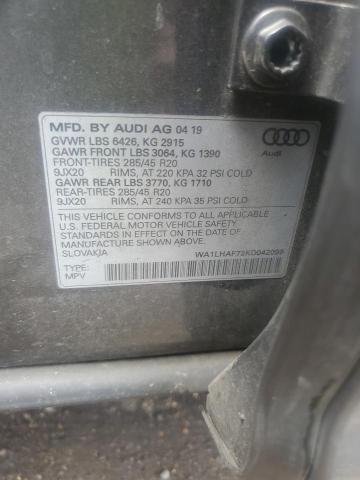 MFD. BY AUDI AG 04 19
GVWR LBS 6426, KG 2915
GAWR FRONT LBS 3064, KG 1390
FRONT-TIRES 285/45 R20
9JX20 RIMS, AT 220 KPA 32 PSI COLD
GAWR REAR LBS 3770, KG 1710
REAR-TIRES 285/45 R20
9JX20 RIMS, AT 240 KPA 35 PSI COLD
Audi
THIS VEHICLE CONFORMS TO ALL APPLICABLE
U.S. FEDERAL MOTOR VEHICLE SAFETY
STANDARDS IN EFFECT ON THE DATE OF
MANUFACTURE SHOWN ABOVE.
SLOVAKIA
WA1LHAF72KD042099
TYPE:
MPV